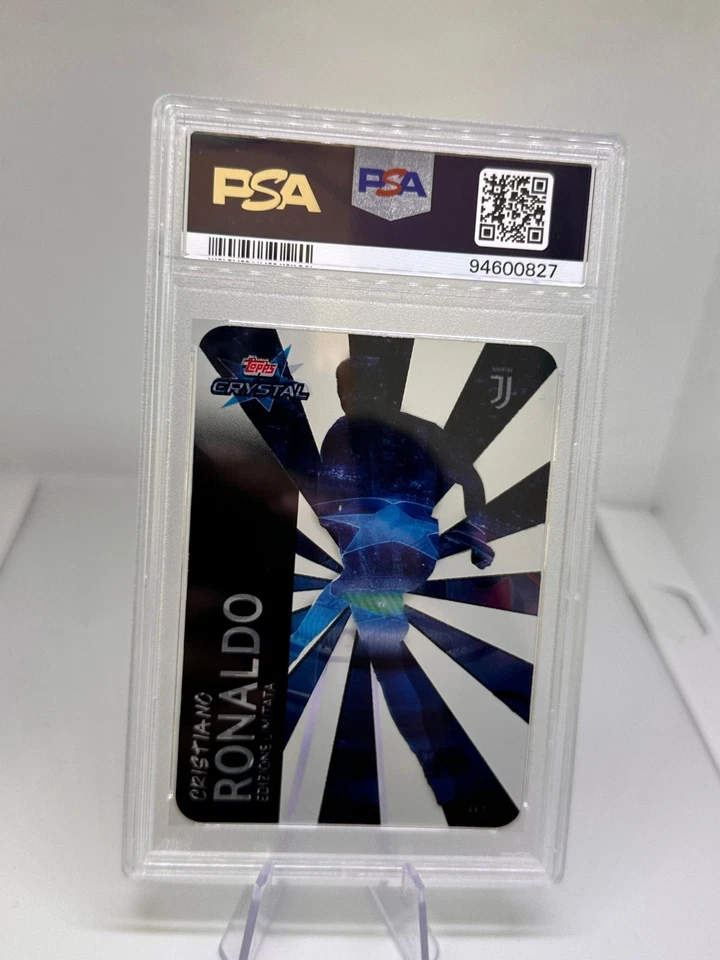 PSA
PSA
94600827
Topps
CRYSTAL
CRISTIANO
RONALDO
EDIZIONE LIMITATA